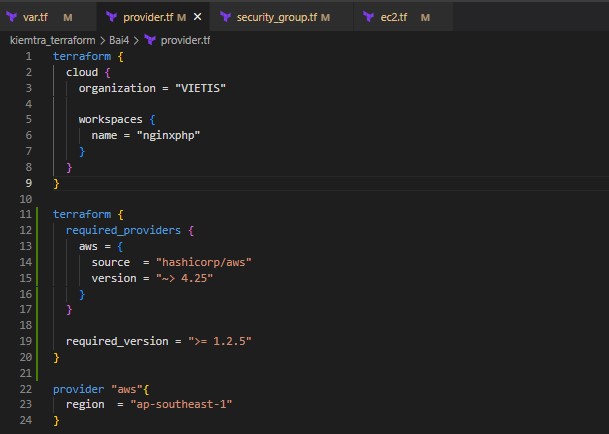 var.tf M provider.tf M × security_group.tf M ec2.tf M
kiemtra_terraform > Bai4 > provider.tf
1 terraform {
2   cloud {
3     organization = "VIETIS"
4
5     workspaces {
6       name = "nginxphp"
7     }
8   }
9 }
10
11 terraform {
12   required_providers {
13     aws = {
14       source  = "hashicorp/aws"
15       version = "~> 4.25"
16     }
17   }
18
19   required_version = ">= 1.2.5"
20 }
21
22 provider "aws"{
23   region  = "ap-southeast-1"
24 }